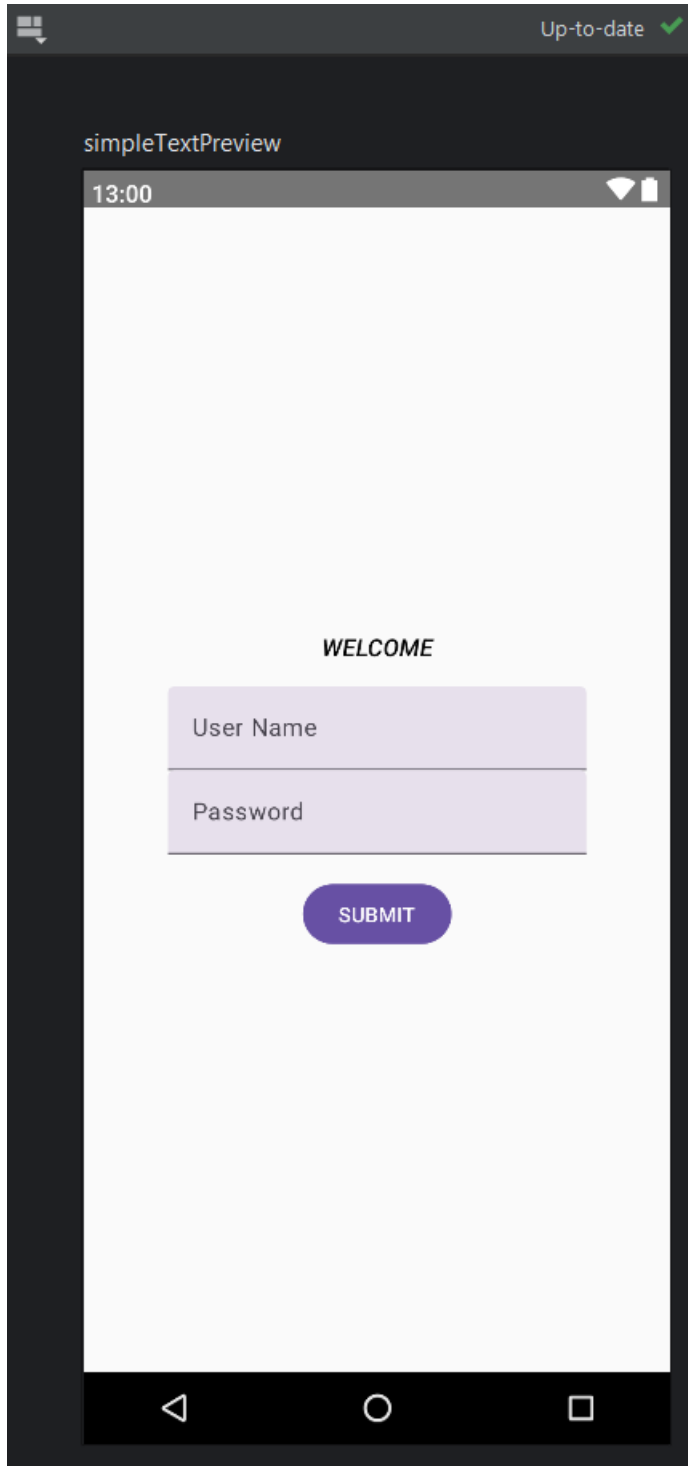 Up-to-date
simpleTextPreview
13:00
WELCOME
User Name
Password
SUBMIT